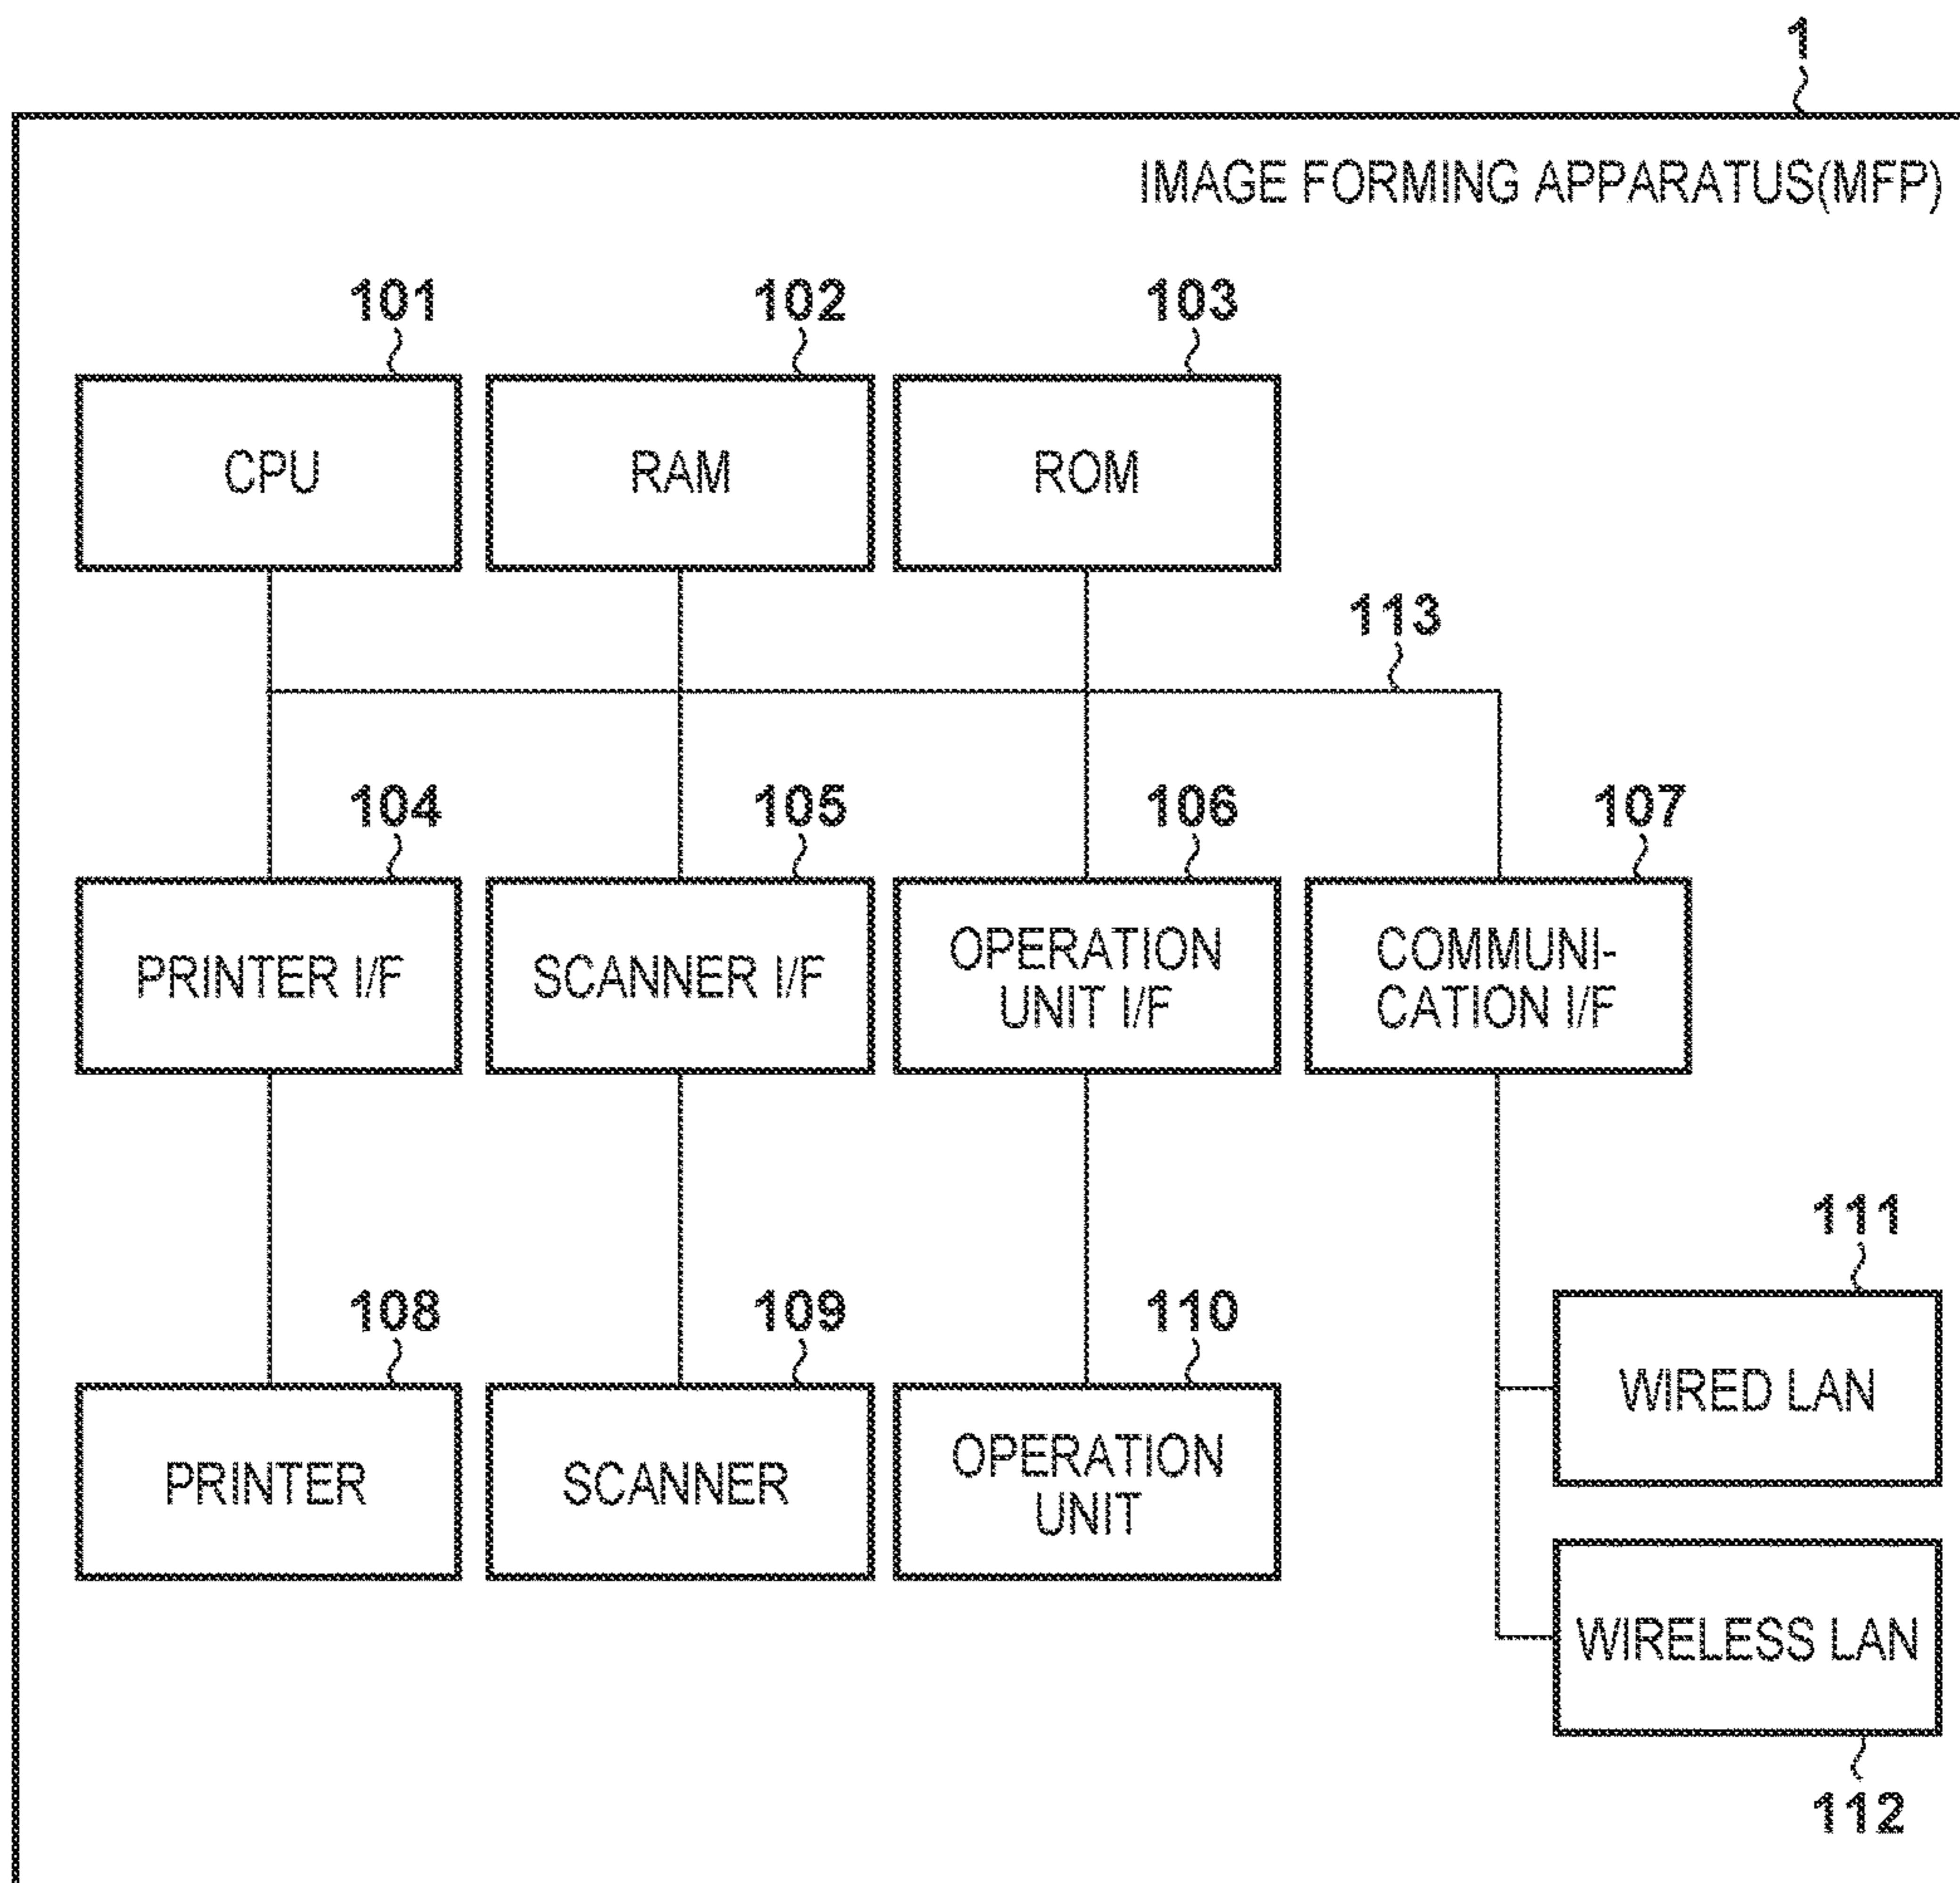 1
IMAGE FORMING APPARATUS(MFP)
101
102
103
CPU
RAM
ROM
113
104
105
106
107
PRINTER I/F
SCANNER I/F
OPERATION
UNIT I/F
COMMUNI-
CATION I/F
111
108
109
110
WIRED LAN
PRINTER
SCANNER
OPERATION
UNIT
WIRELESS LAN
112